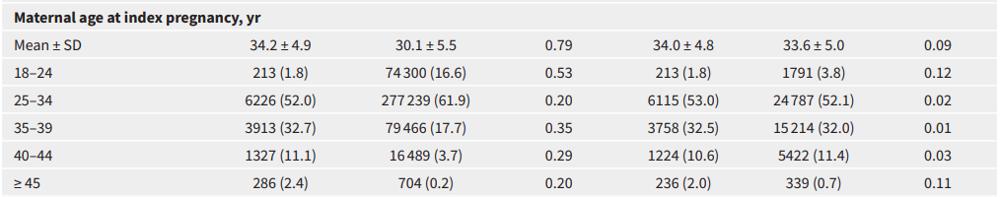 Maternal age at index pregnancy, yr
Mean ± SD 34.2 ± 4.9 30.1 ± 5.5 0.79 34.0 ± 4.8 33.6 ± 5.0 0.09
18–24 213 (1.8) 74 300 (16.6) 0.53 213 (1.8) 1791 (3.8) 0.12
25–34 6226 (52.0) 277 239 (61.9) 0.20 6115 (53.0) 24 787 (52.1) 0.02
35–39 3913 (32.7) 79 466 (17.7) 0.35 3758 (32.5) 15 214 (32.0) 0.01
40–44 1327 (11.1) 16 489 (3.7) 0.29 1224 (10.6) 5422 (11.4) 0.03
≥ 45 286 (2.4) 704 (0.2) 0.20 236 (2.0) 339 (0.7) 0.11